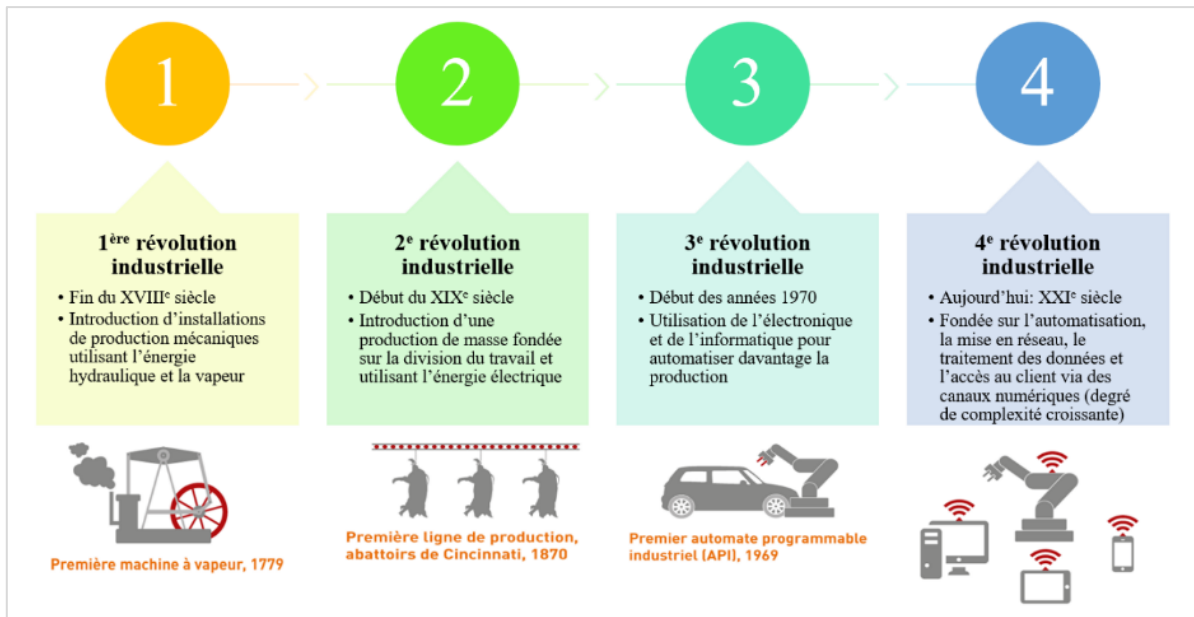 1
2
3
4
1ère révolution
industrielle
• Fin du XVIIIe siècle
• Introduction d’installations
de production mécaniques
utilisant l’énergie
hydraulique et la vapeur
2e révolution
industrielle
• Début du XIXe siècle
• Introduction d’une
production de masse fondée
sur la division du travail et
utilisant l’énergie électrique
3e révolution
industrielle
• Début des années 1970
• Utilisation de l’électronique
et de l’informatique pour
automatiser davantage la
production
4e révolution
industrielle
• Aujourd’hui: XXIe siècle
• Fondée sur l’automatisation,
la mise en réseau, le
traitement des données et
l’accès au client via des
canaux numériques (degré
de complexité croissante)
Première machine à vapeur, 1779
Première ligne de production,
abattoirs de Cincinnati, 1870
Premier automate programmable
industriel (API), 1969